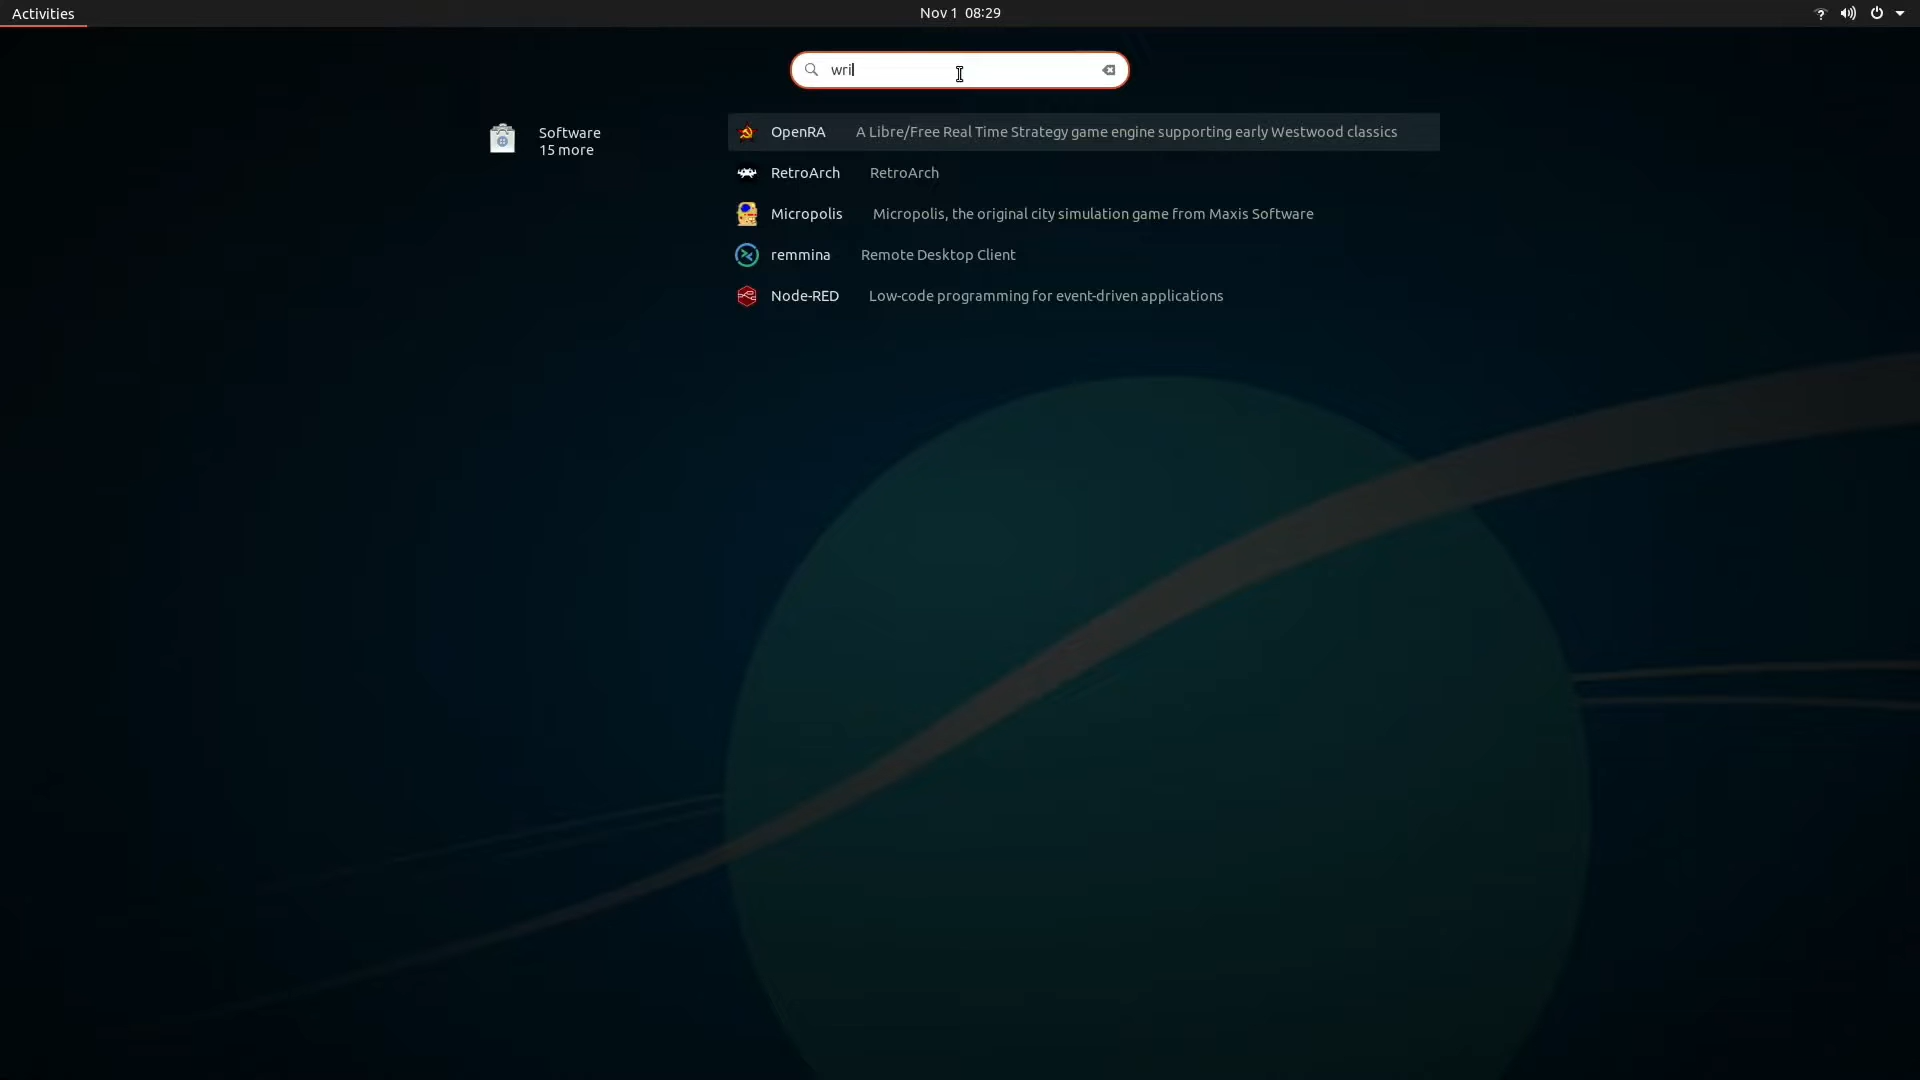 Activities
Nov 1 08:29
wri
Software
15 more
OpenRA A Libre/Free Real Time Strategy game engine supporting early Westwood classics
RetroArch RetroArch
Micropolis Micropolis, the original city simulation game from Maxis Software
remmina Remote Desktop Client
Node-RED Low-code programming for event-driven applications